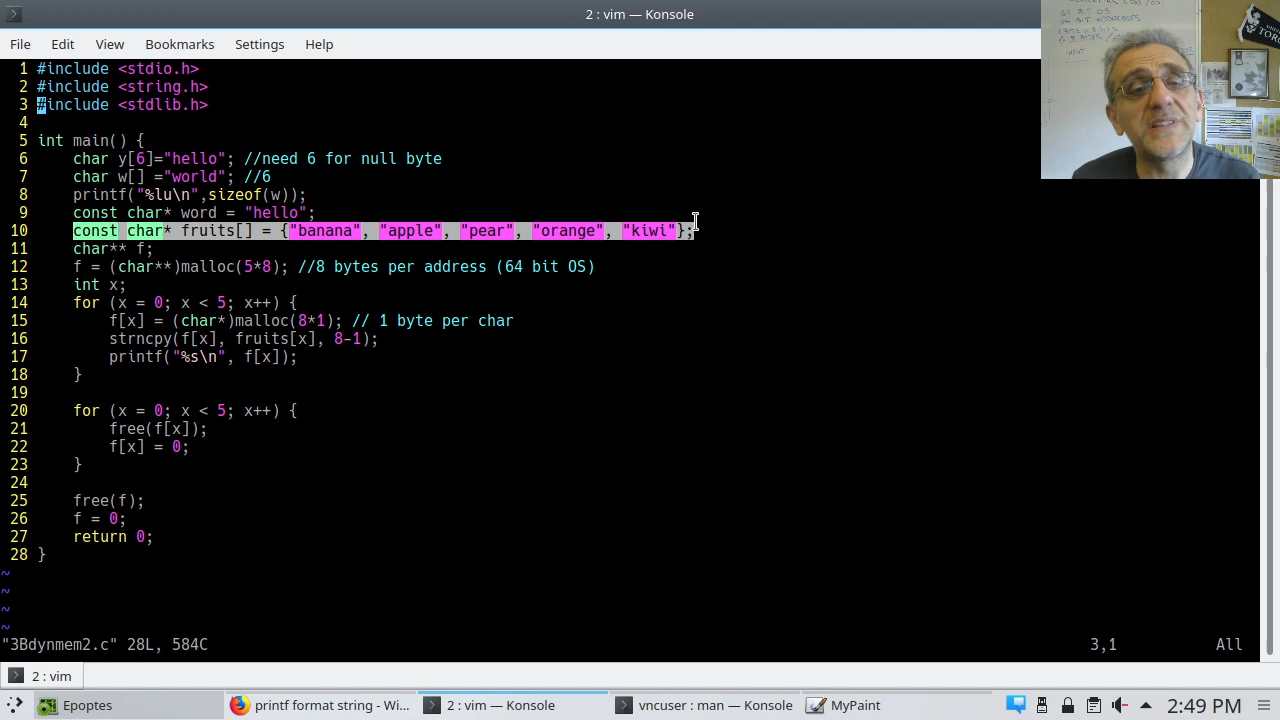 2 : vim — Konsole
File Edit View Bookmarks Settings Help
1 #include <stdio.h>
2 #include <string.h>
3 #include <stdlib.h>
4
5 int main() {
6     char y[6]="hello"; //need 6 for null byte
7     char w[] ="world"; //6
8     printf("%lu\n",sizeof(w));
9     const char* word = "hello";
10     const char* fruits[] = {"banana", "apple", "pear", "orange", "kiwi"};
11     char** f;
12     f = (char**)malloc(5*8); //8 bytes per address (64 bit OS)
13     int x;
14     for (x = 0; x < 5; x++) {
15         f[x] = (char*)malloc(8*1); // 1 byte per char
16         strncpy(f[x], fruits[x], 8-1);
17         printf("%s\n", f[x]);
18     }
19
20     for (x = 0; x < 5; x++) {
21         free(f[x]);
22         f[x] = 0;
23     }
24
25     free(f);
26     f = 0;
27     return 0;
28 }
~
~
~
~
"3Bdynmem2.c" 28L, 584C 3,1 All
2 : vim
Epoptes printf format string - Wi... 2 : vim — Konsole vncuser : man — Konsole MyPaint 2:49 PM